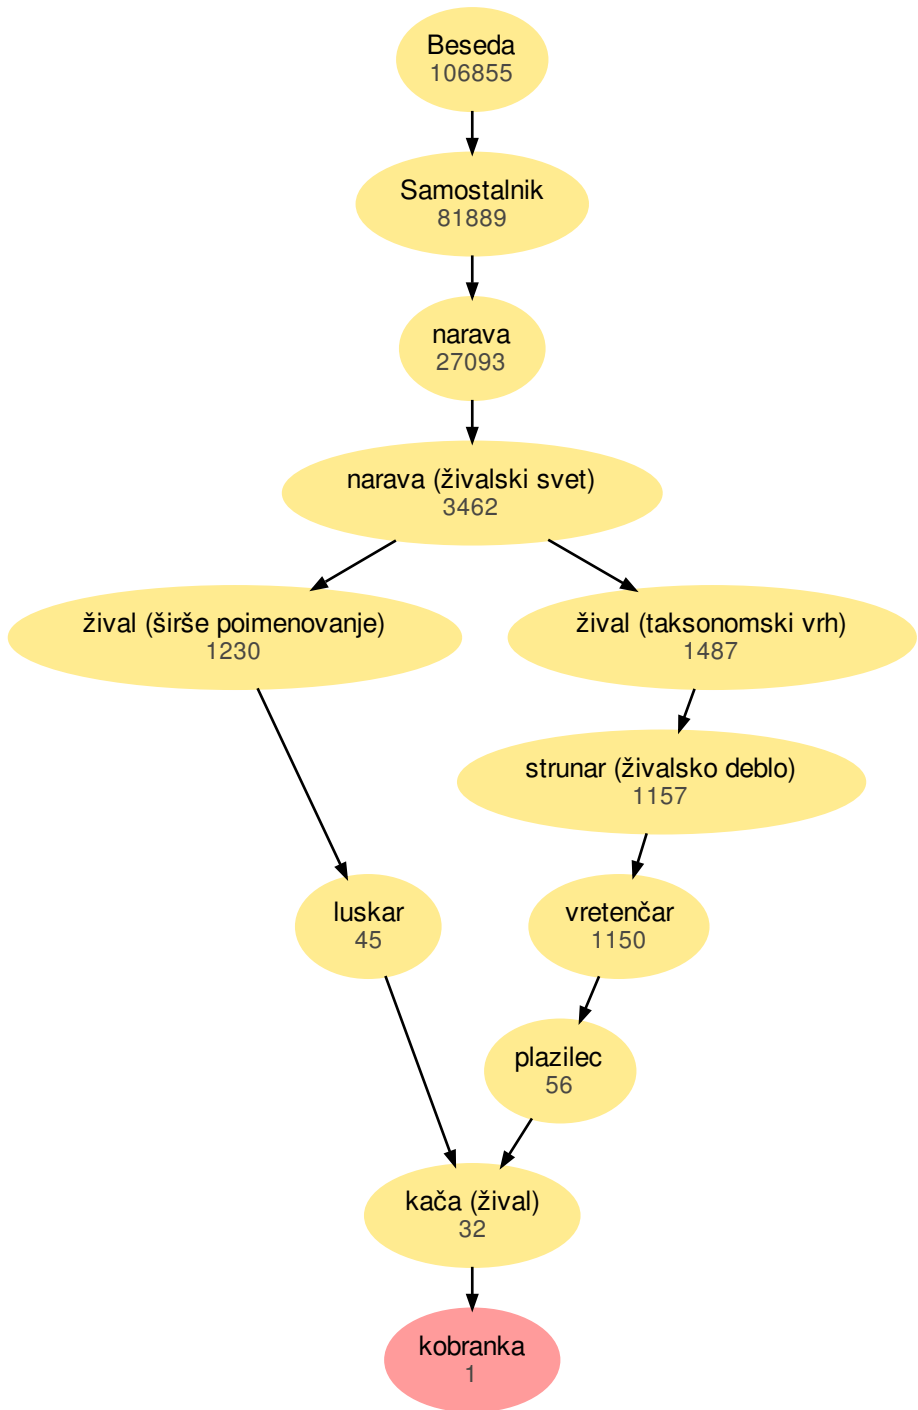 Beseda
106855
Samostalnik
81889
narava
27093
narava (živalski svet)
3462
žival (širše poimenovanje)
1230
žival (taksonomski vrh)
1487
strunar (živalsko deblo)
1157
luskar
45
vretenčar
1150
plazilec
56
kača (žival)
32
kobranka
1